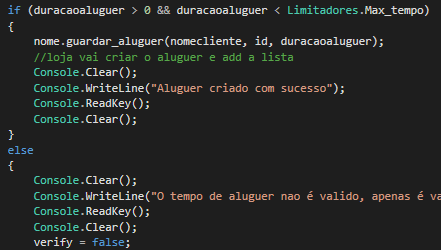 if (duracaoaluguer > 0 && duracaoaluguer < Limitadores.Max_tempo)
{
nome.guardar_aluguer(nomecliente, id, duracaoaluguer);
//loja vai criar o aluguer e add a lista
Console.Clear();
Console.WriteLine("Aluguer criado com sucesso");
Console.ReadKey();
Console.Clear();
}
else
{
Console.Clear();
Console.WriteLine("O tempo de aluguer nao é valido, apenas é va
Console.ReadKey();
Console.Clear();
verify = false;